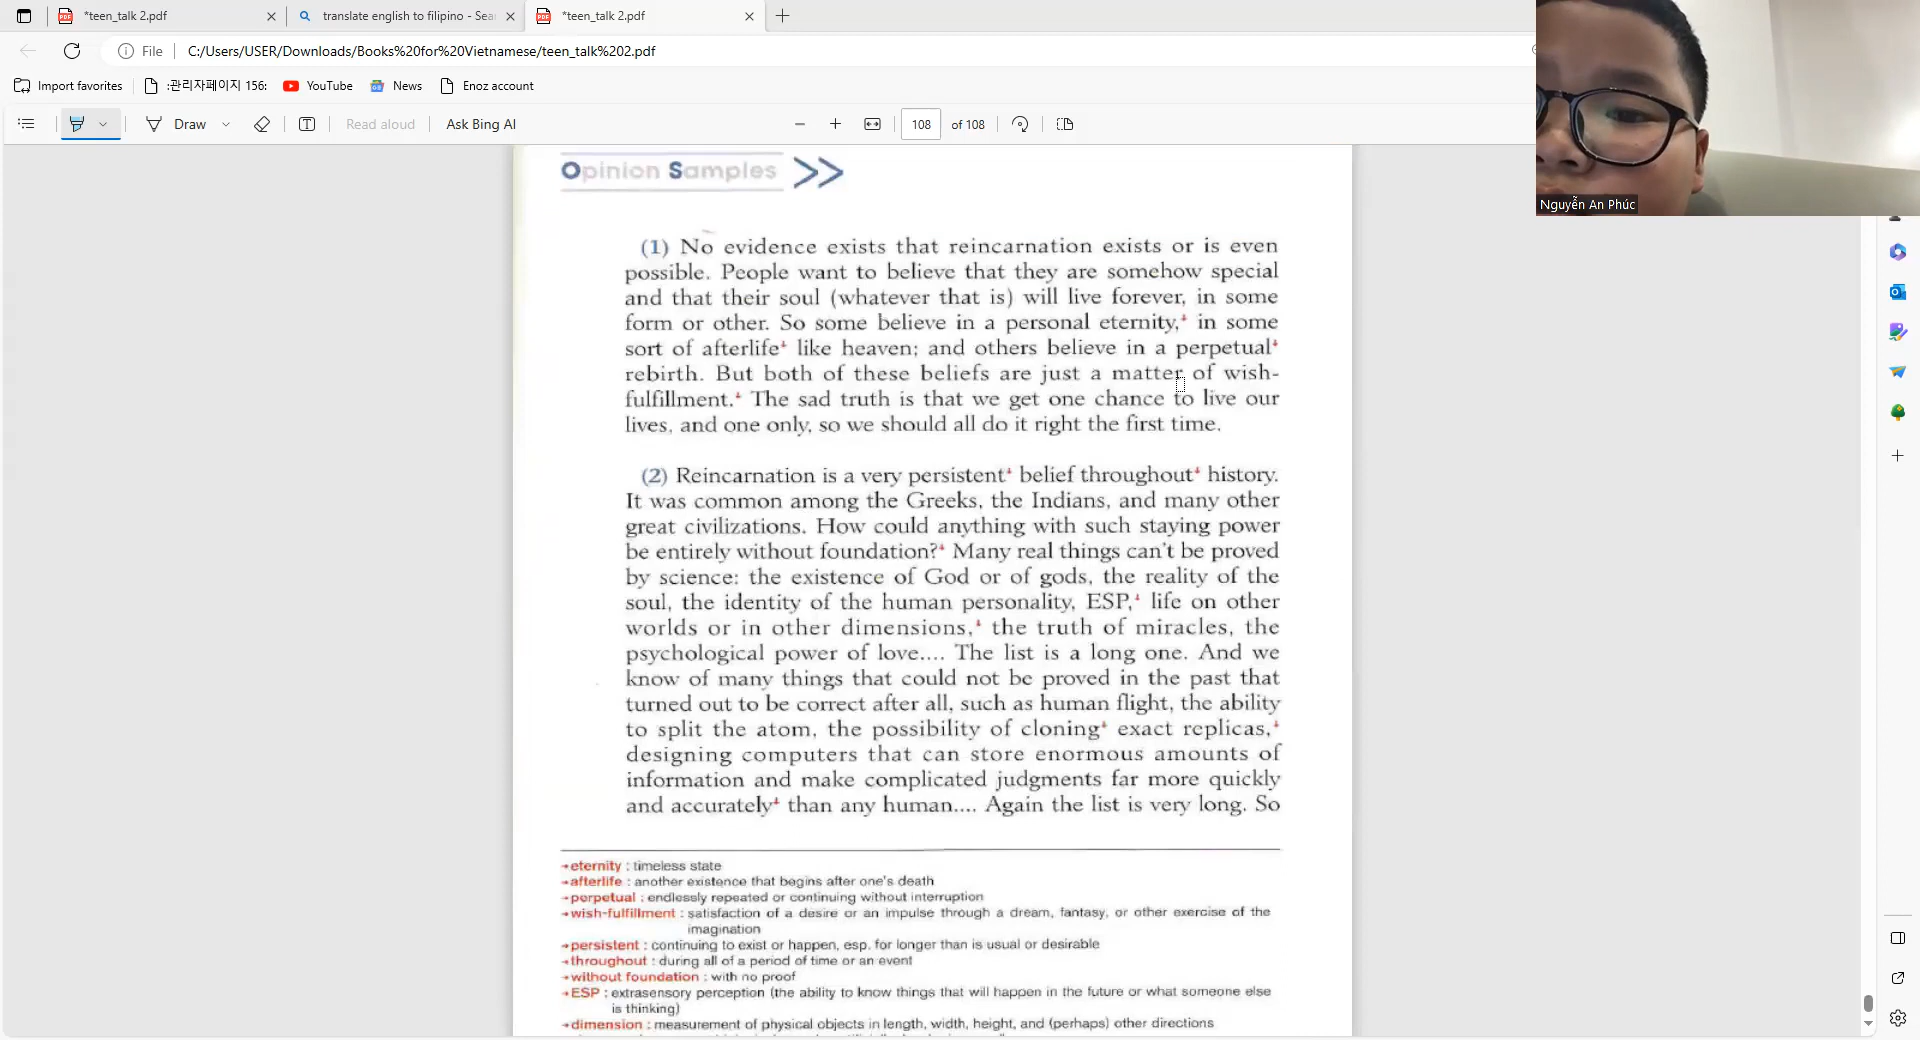 *teen_talk 2.pdf
translate english to filipino - Sea
*teen_talk 2.pdf
File
C:/Users/USER/Downloads/Books%20for%20Vietnamese/teen_talk%202.pdf
Import favorites
:관리자페이지 156:
YouTube
News
Enoz account
Draw
Read aloud
Ask Bing AI
108
of 108
Nguyễn An Phúc
Opinion Samples >>
(1) No evidence exists that reincarnation exists or is even
possible. People want to believe that they are somehow special
and that their soul (whatever that is) will live forever, in some
form or other. So some believe in a personal eternity, in some
sort of afterlife like heaven; and others believe in a perpetual
rebirth. But both of these beliefs are just a matter of wish-
fulfillment. The sad truth is that we get one chance to live our
lives, and one only, so we should all do it right the first time.
(2) Reincarnation is a very persistent belief throughout history.
It was common among the Greeks, the Indians, and many other
great civilizations. How could anything with such staying power
be entirely without foundation? Many real things can't be proved
by science: the existence of God or of gods, the reality of the
soul, the identity of the human personality, ESP, life on other
worlds or in other dimensions, the truth of miracles, the
psychological power of love.... The list is a long one. And we
know of many things that could not be proved in the past that
turned out to be correct after all, such as human flight, the ability
to split the atom, the possibility of cloning exact replicas,
designing computers that can store enormous amounts of
information and make complicated judgments far more quickly
and accurately than any human.... Again the list is very long. So
eternity : timeless state
afterlife : another existence that begins after one's death
perpetual : endlessly repeated or continuing without interruption
wish-fulfillment : satisfaction of a desire or an impulse through a dream, fantasy, or other exercise of the
imagination
persistent : continuing to exist or happen, esp. for longer than is usual or desirable
throughout : during all of a period of time or an event
without foundation : with no proof
ESP : extrasensory perception (the ability to know things that will happen in the future or what someone else
is thinking)
dimension : measurement of physical objects in length, width, height, and (perhaps) other directions